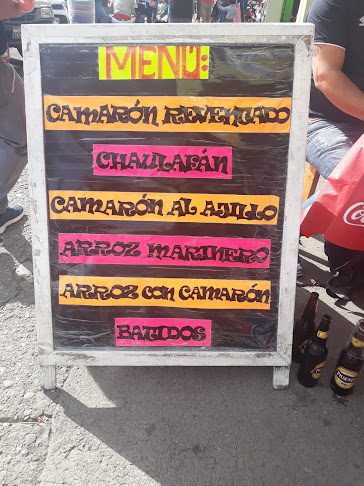 MENÚ:
CAMARÓN REVENTADO
CHAULAFÁN
CAMARÓN AL AJILLO
ARROZ MARINERO
ARROZ CON CAMARÓN
BATIDOS